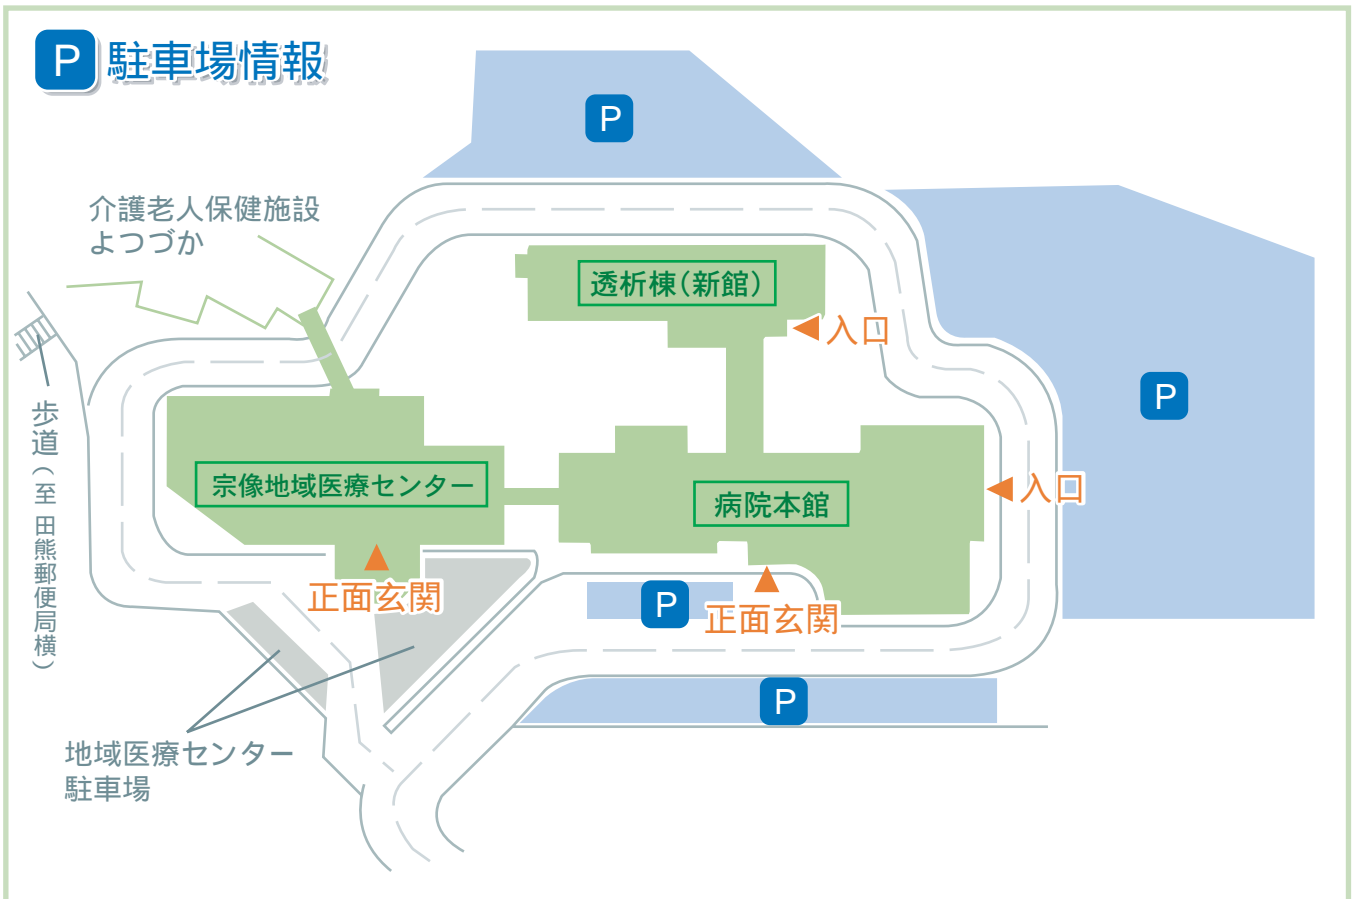 P 駐車場情報
P
介護老人保健施設
よつづか
透析棟(新館)
入口
P
歩道(至 田熊郵便局横)
宗像地域医療センター
病院本館
入口
正面玄関
P
正面玄関
P
地域医療センター
駐車場